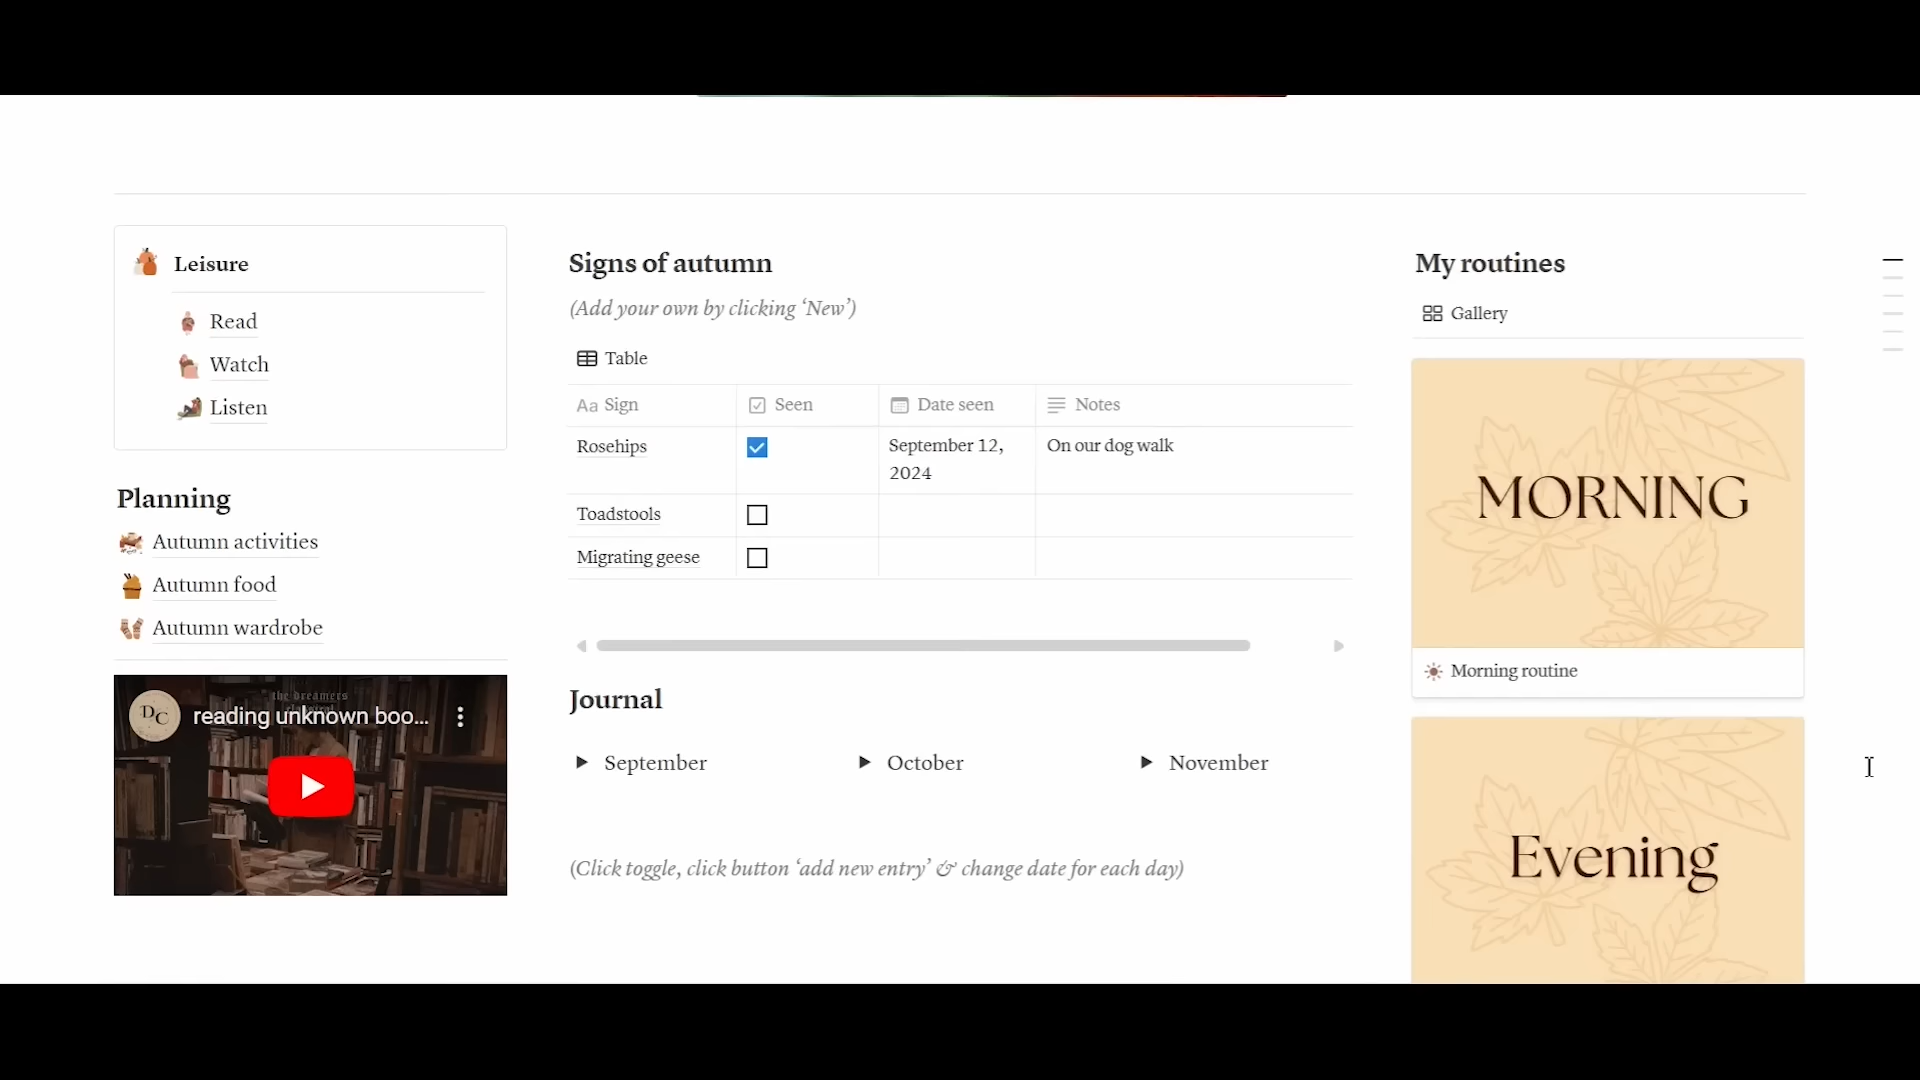 Leisure
Read
Watch
Listen
Planning
Autumn activities
Autumn food
Autumn wardrobe
the dreamers
DC
reading unknown boo...
Signs of autumn
(Add your own by clicking ‘New’)
Table
Aa Sign
Seen
Date seen
Notes
Rosehips
September 12,
2024
On our dog walk
Toadstools
Migrating geese
Journal
September
October
November
(Click toggle, click button ‘add new entry’ & change date for each day)
My routines
Gallery
MORNING
Morning routine
Evening